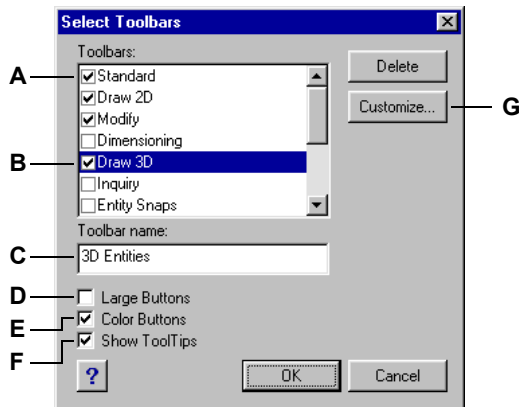 Select Toolbars
Toolbars:
A
Standard
Delete
Draw 2D
Customize...
G
Modify
Dimensioning
B
Draw 3D
Inquiry
Entity Snaps
Toolbar name:
C
3D Entities
D
Large Buttons
E
Color Buttons
F
Show ToolTips
?
OK
Cancel